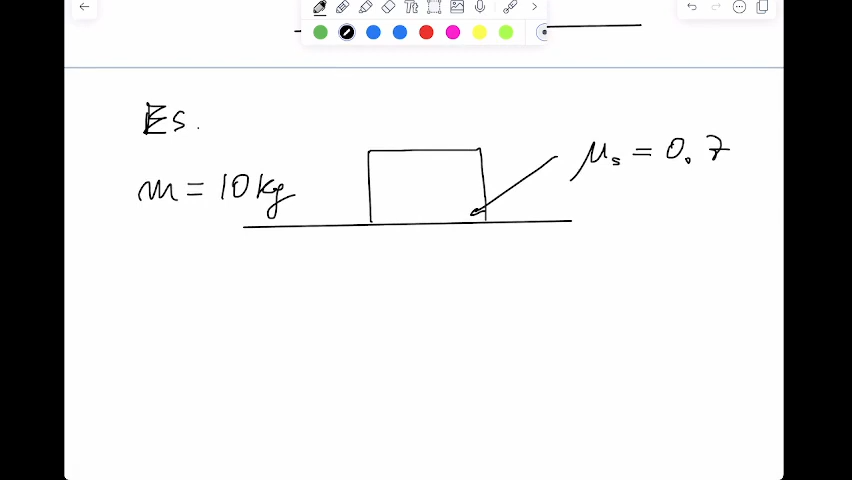 Es.
μs = 0.7
m = 10 kg